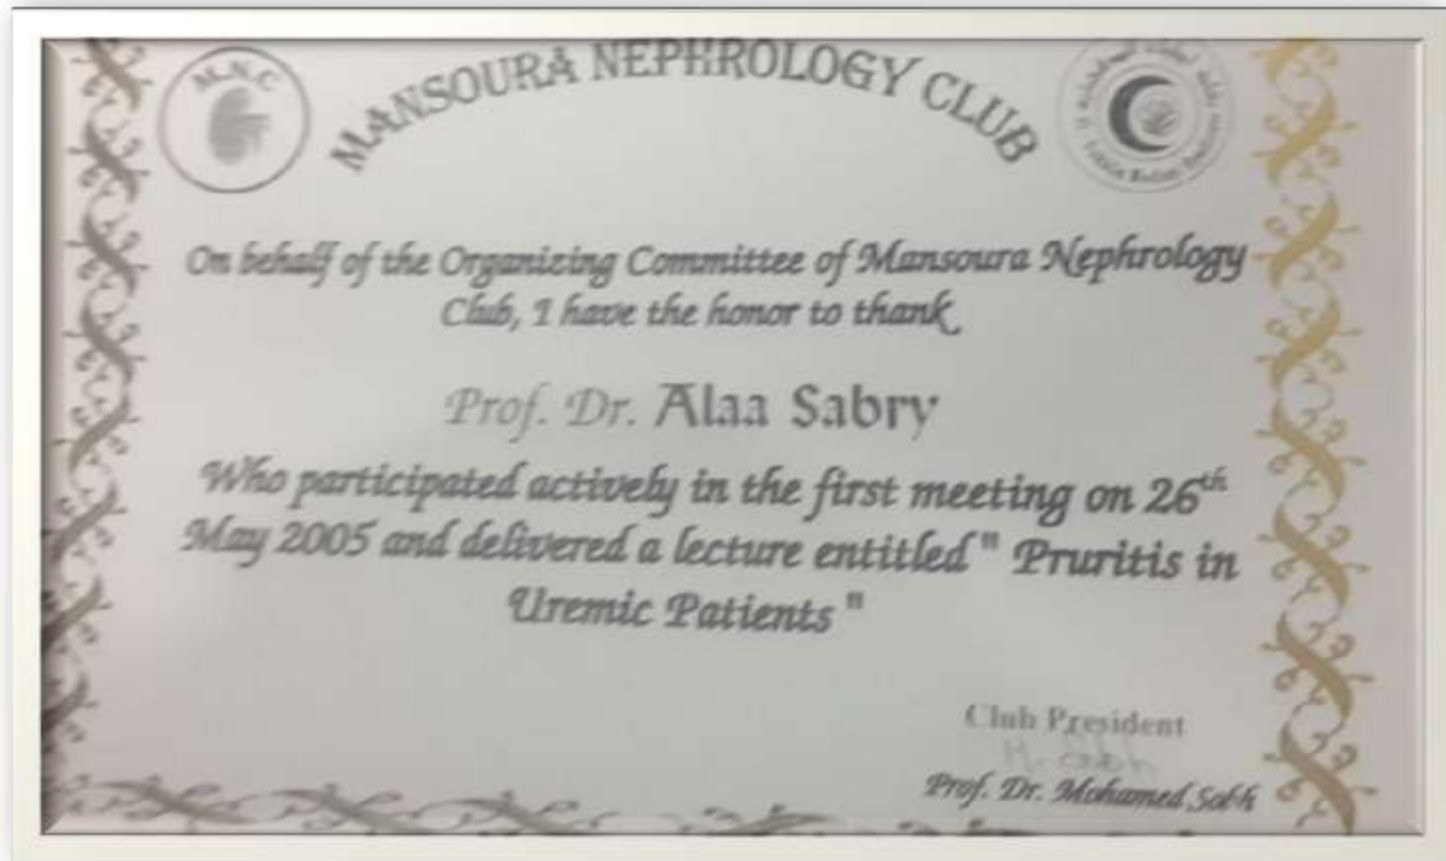 M.N.C
MANSOURA NEPHROLOGY CLUB
On behalf of the Organizing Committee of Mansoura Nephrology
Club, I have the honor to thank
Prof. Dr. Alaa Sabry
Who participated actively in the first meeting on 26th
May 2005 and delivered a lecture entitled " Pruritis in
Uremic Patients "
Club President
Prof. Dr. Mohamed Sobh